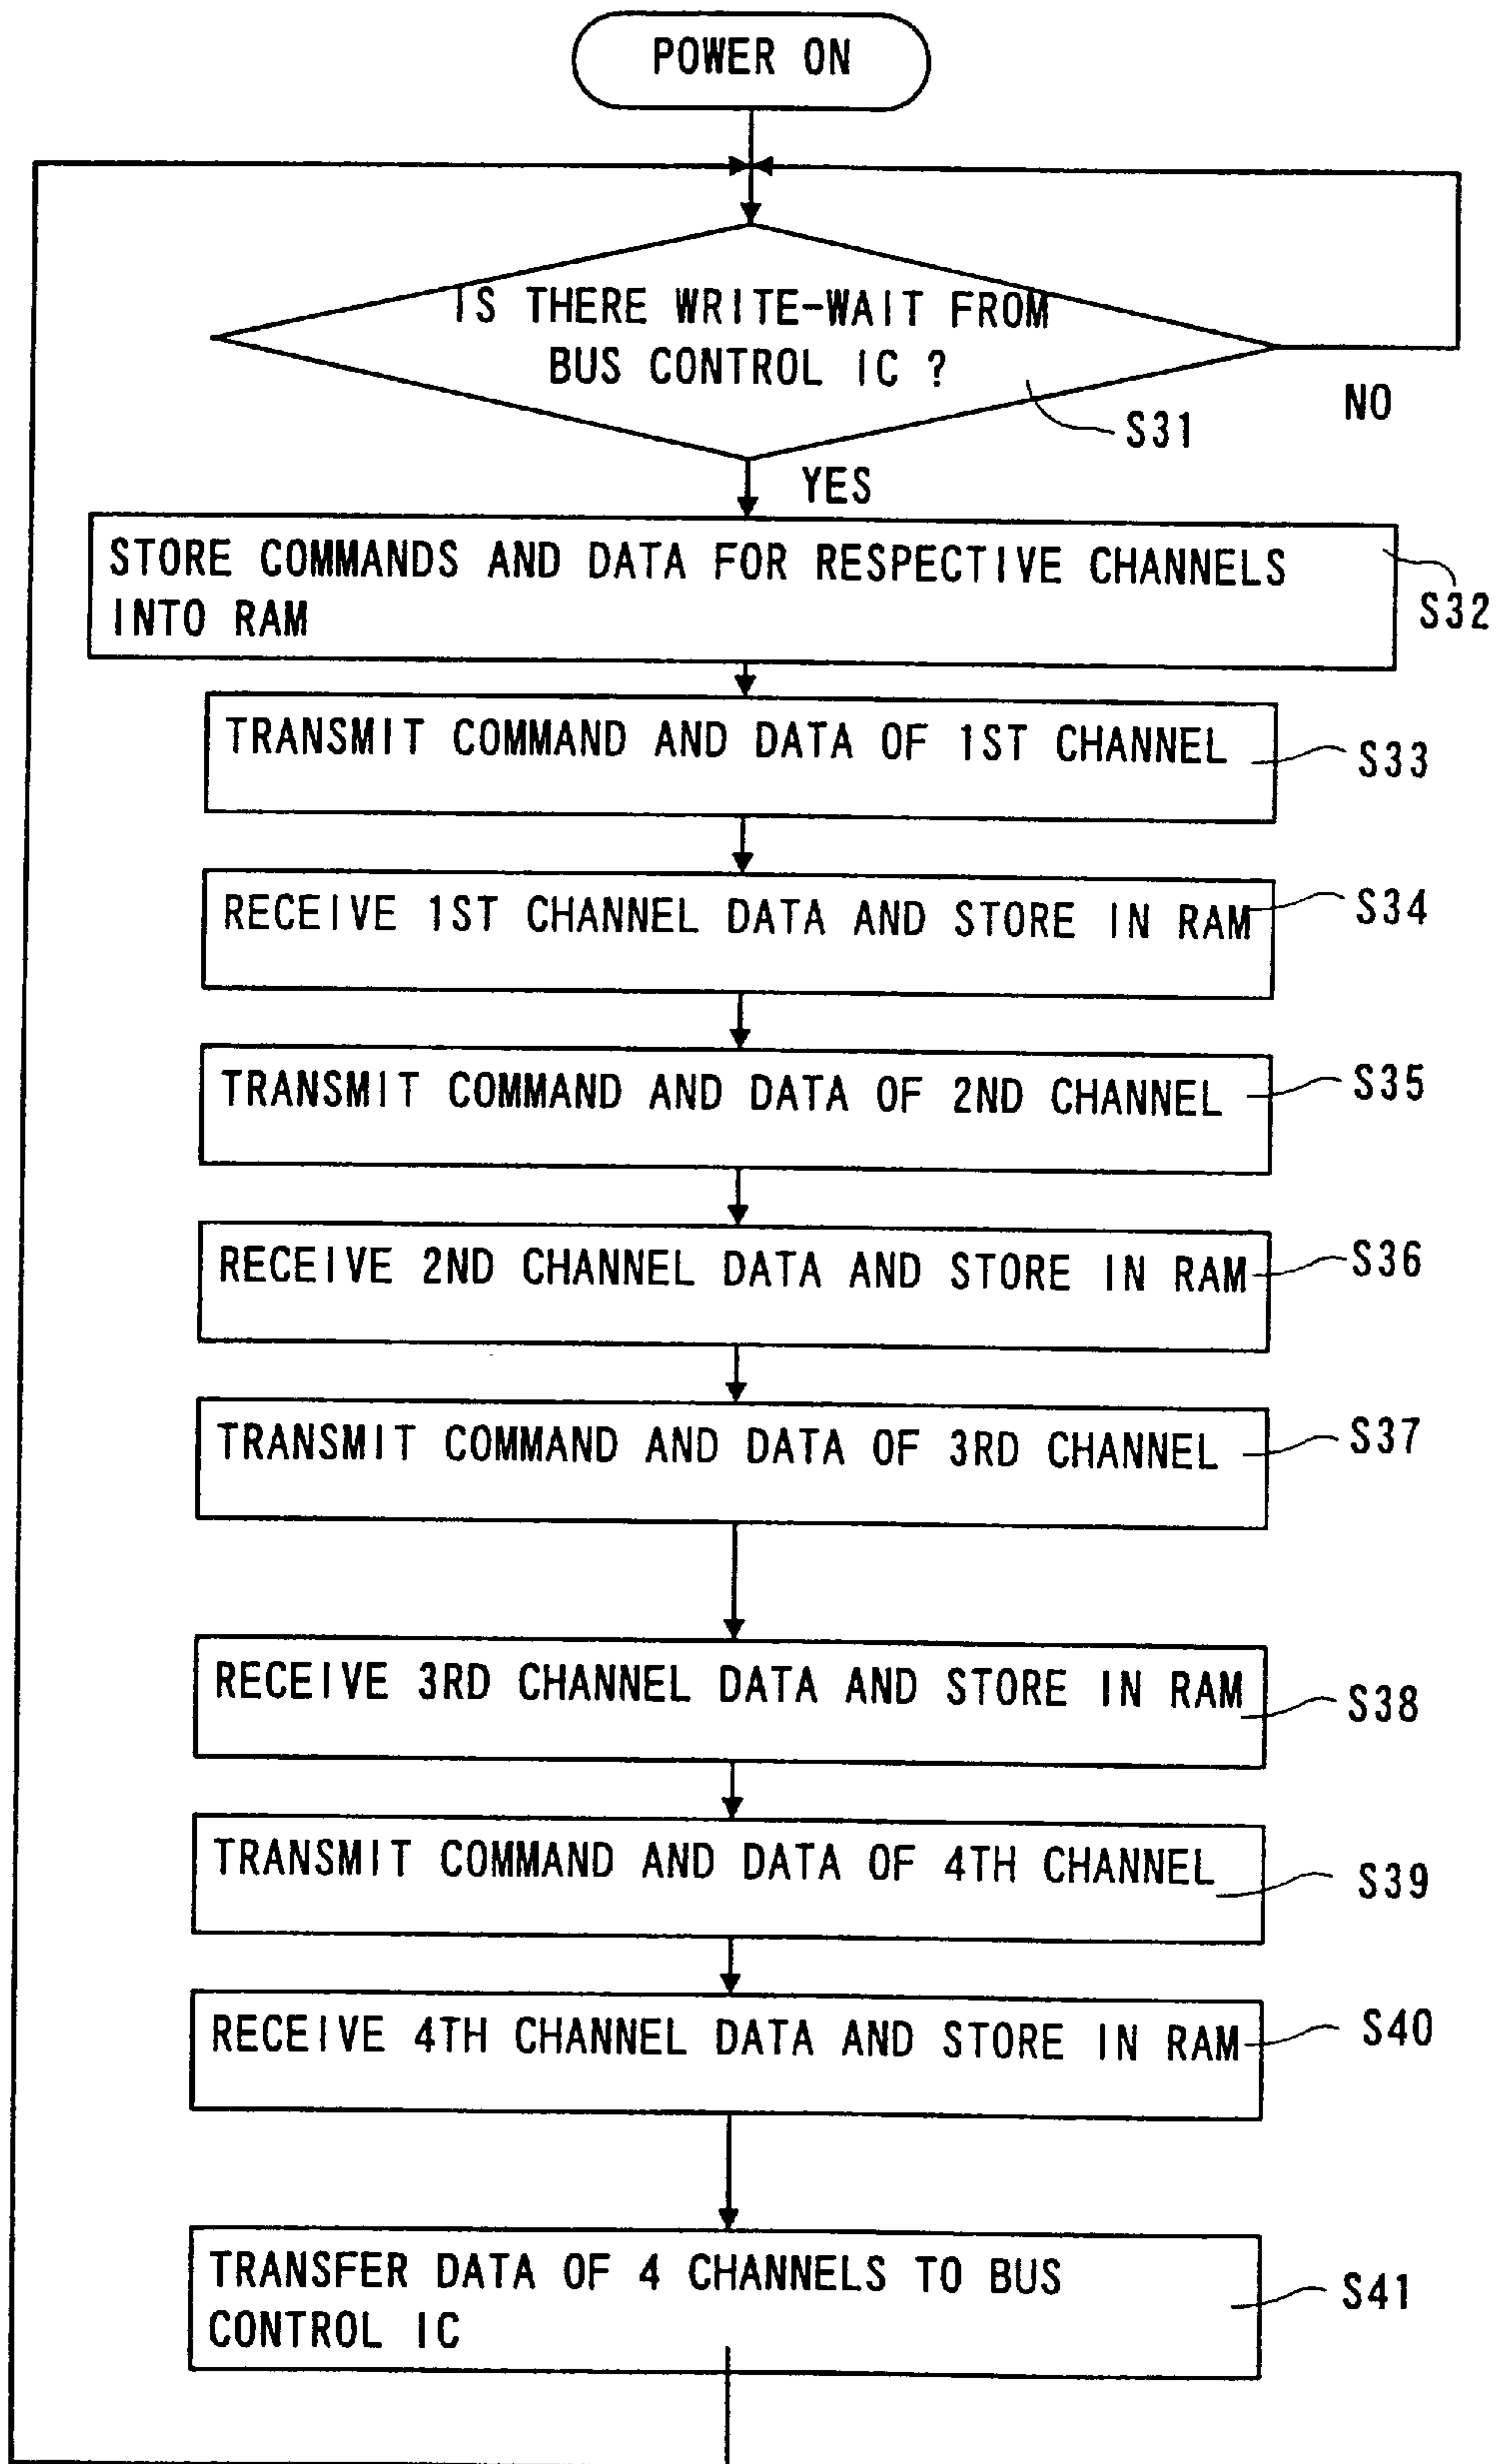 POWER ON
IS THERE WRITE-WAIT FROM
BUS CONTROL IC ?
S31
NO
YES
STORE COMMANDS AND DATA FOR RESPECTIVE CHANNELS
INTO RAM
S32
TRANSMIT COMMAND AND DATA OF 1ST CHANNEL
S33
RECEIVE 1ST CHANNEL DATA AND STORE IN RAM
S34
TRANSMIT COMMAND AND DATA OF 2ND CHANNEL
S35
RECEIVE 2ND CHANNEL DATA AND STORE IN RAM
S36
TRANSMIT COMMAND AND DATA OF 3RD CHANNEL
S37
RECEIVE 3RD CHANNEL DATA AND STORE IN RAM
S38
TRANSMIT COMMAND AND DATA OF 4TH CHANNEL
S39
RECEIVE 4TH CHANNEL DATA AND STORE IN RAM
S40
TRANSFER DATA OF 4 CHANNELS TO BUS
CONTROL IC
S41